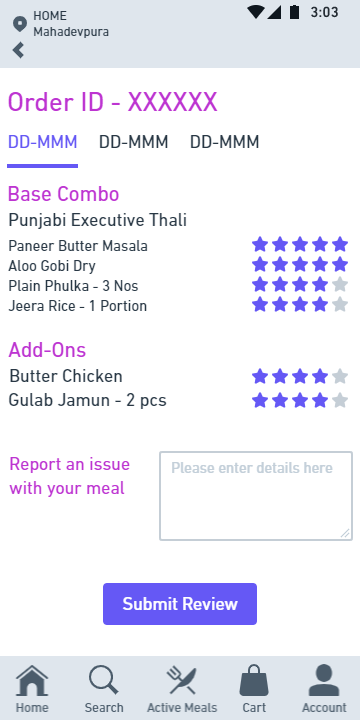 HOME
Mahadevpura
3:03
Order ID - XXXXXX
DD-MMM DD-MMM DD-MMM
Base Combo
Punjabi Executive Thali
Paneer Butter Masala
Aloo Gobi Dry
Plain Phulka - 3 Nos
Jeera Rice - 1 Portion
Add-Ons
Butter Chicken
Gulab Jamun - 2 pcs
Report an issue
with your meal
Please enter details here
Submit Review
Home Search Active Meals Cart Account